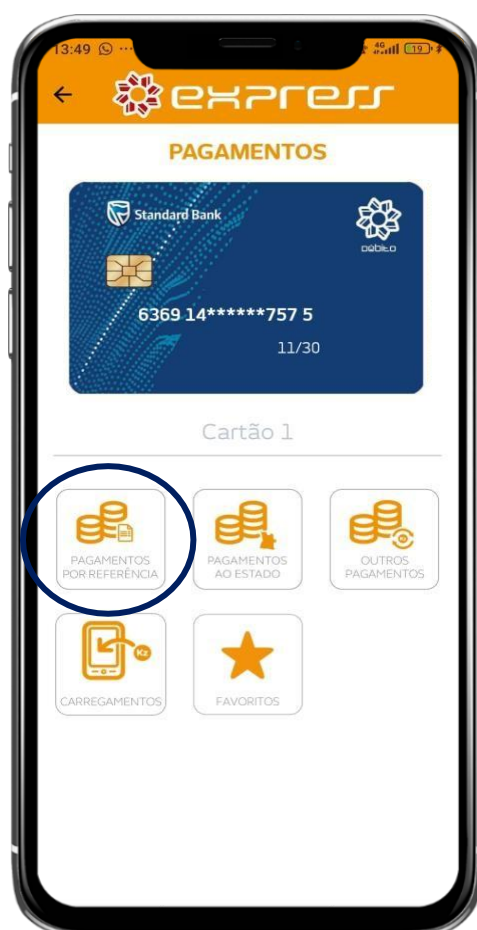 13:49
4G
19
express
PAGAMENTOS
Standard Bank
DÉBITO
6369 14******757 5
11/30
Cartão 1
PAGAMENTOS
POR REFERÊNCIA
PAGAMENTOS
AO ESTADO
OUTROS
PAGAMENTOS
Kz
Kz
CARREGAMENTOS
FAVORITOS